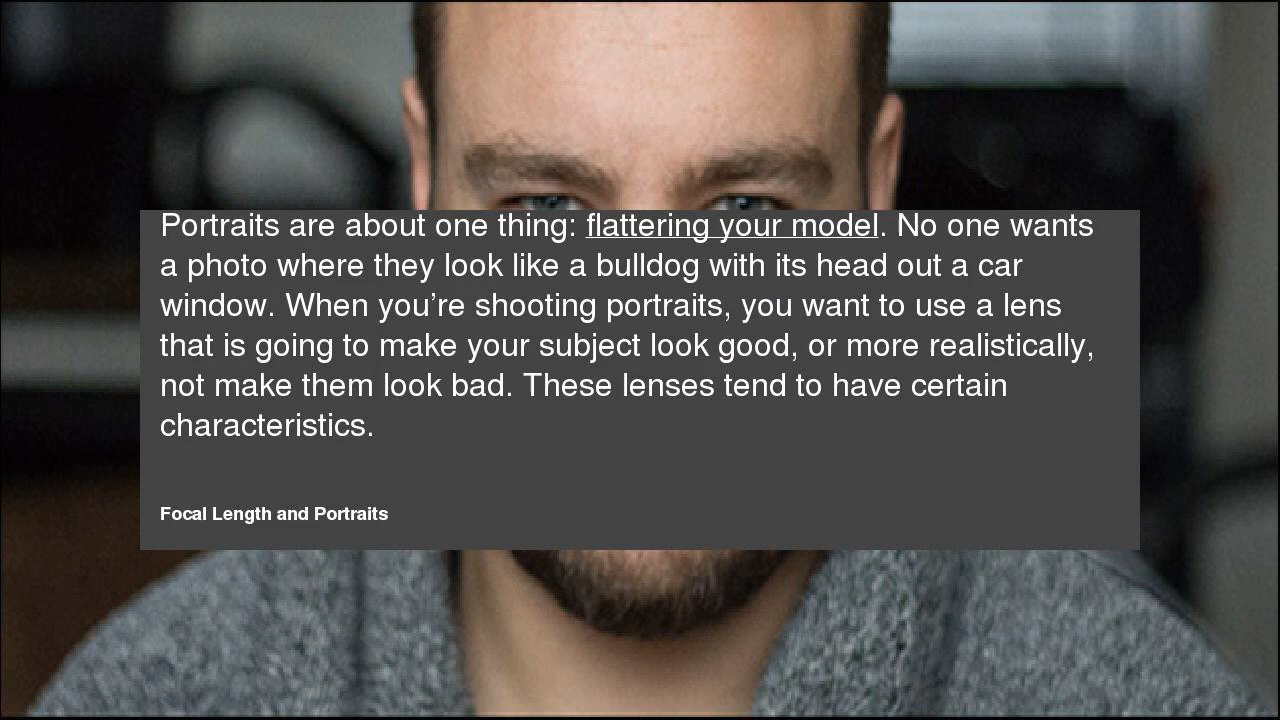 Portraits are about one thing: flattering your model. No one wants
a photo where they look like a bulldog with its head out a car
window. When you’re shooting portraits, you want to use a lens
that is going to make your subject look good, or more realistically,
not make them look bad. These lenses tend to have certain
characteristics.
Focal Length and Portraits